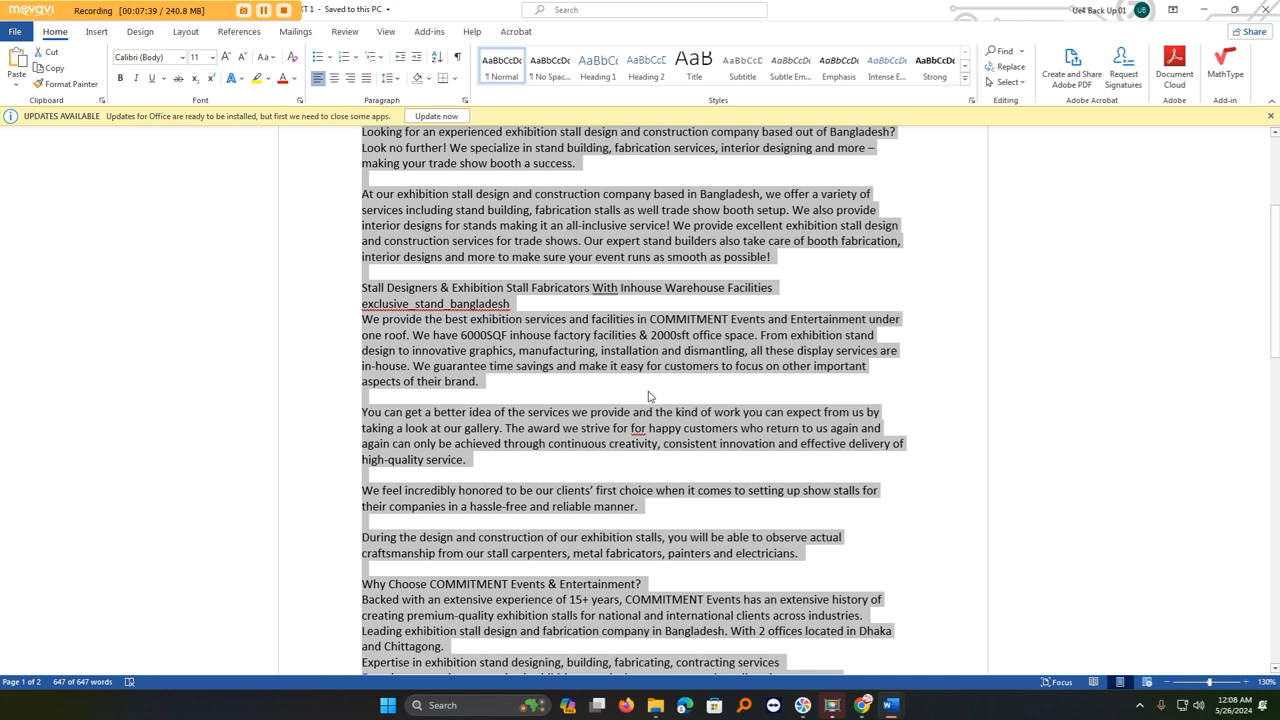 movavi
Recording [00:07:39 / 240.8 MB]
XT 1 - Saved to this PC
Search
Ue4 Back Up 01
UB
File
Home
Insert
Design
Layout
References
Mailings
Review
View
Add-ins
Help
Acrobat
Share
Paste
Cut
Copy
Format Painter
Clipboard
Calibri (Body)
11
Font
Paragraph
AaBbCcDc
¶ Normal
AaBbCcDc
¶ No Spac...
AaBbCc
Heading 1
AaBbCcC
Heading 2
AaB
Title
AaBbCcC
Subtitle
AaBbCcDc
Subtle Em...
AaBbCcDc
Emphasis
AaBbCcDc
Intense E...
AaBbCcDc
Strong
Styles
Find
Replace
Select
Editing
Create and Share
Adobe PDF
Request
Signatures
Adobe Acrobat
Document
Cloud
Adobe
MathType
Add-in
UPDATES AVAILABLE Updates for Office are ready to be installed, but first we need to close some apps.
Update now
Looking for an experienced exhibition stall design and construction company based out of Bangladesh?
Look no further! We specialize in stand building, fabrication services, interior designing and more –
making your trade show booth a success.
At our exhibition stall design and construction company based in Bangladesh, we offer a variety of
services including stand building, fabrication stalls as well trade show booth setup. We also provide
interior designs for stands making it an all-inclusive service! We provide excellent exhibition stall design
and construction services for trade shows. Our expert stand builders also take care of booth fabrication,
interior designs and more to make sure your event runs as smooth as possible!
Stall Designers & Exhibition Stall Fabricators With Inhouse Warehouse Facilities
exclusive_stand_bangladesh
We provide the best exhibition services and facilities in COMMITMENT Events and Entertainment under
one roof. We have 6000SQF inhouse factory facilities & 2000sft office space. From exhibition stand
design to innovative graphics, manufacturing, installation and dismantling, all these display services are
in-house. We guarantee time savings and make it easy for customers to focus on other important
aspects of their brand.
You can get a better idea of the services we provide and the kind of work you can expect from us by
taking a look at our gallery. The award we strive for for happy customers who return to us again and
again can only be achieved through continuous creativity, consistent innovation and effective delivery of
high-quality service.
We feel incredibly honored to be our clients’ first choice when it comes to setting up show stalls for
their companies in a hassle-free and reliable manner.
During the design and construction of our exhibition stalls, you will be able to observe actual
craftsmanship from our stall carpenters, metal fabricators, painters and electricians.
Why Choose COMMITMENT Events & Entertainment?
Backed with an extensive experience of 15+ years, COMMITMENT Events has an extensive history of
creating premium-quality exhibition stalls for national and international clients across industries.
Leading exhibition stall design and fabrication company in Bangladesh. With 2 offices located in Dhaka
and Chittagong.
Expertise in exhibition stand designing, building, fabricating, contracting services
Page 1 of 2
647 of 647 words
Focus
130%
Search
12:08 AM
5/26/2024